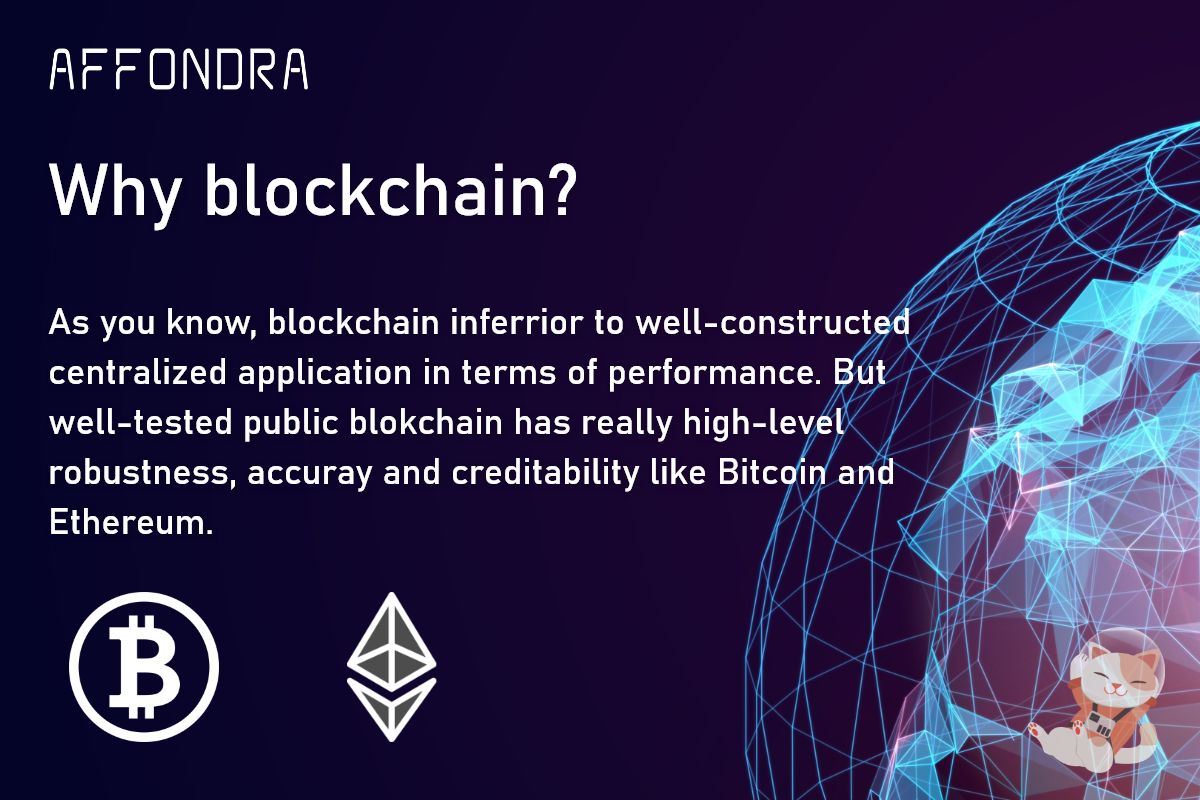 AFFONDRA
Why blockchain?
As you know, blockchain inferrior to well-constructed
centralized application in terms of performance. But
well-tested public blokchain has really high-level
robustness, accuray and creditability like Bitcoin and
Ethereum.